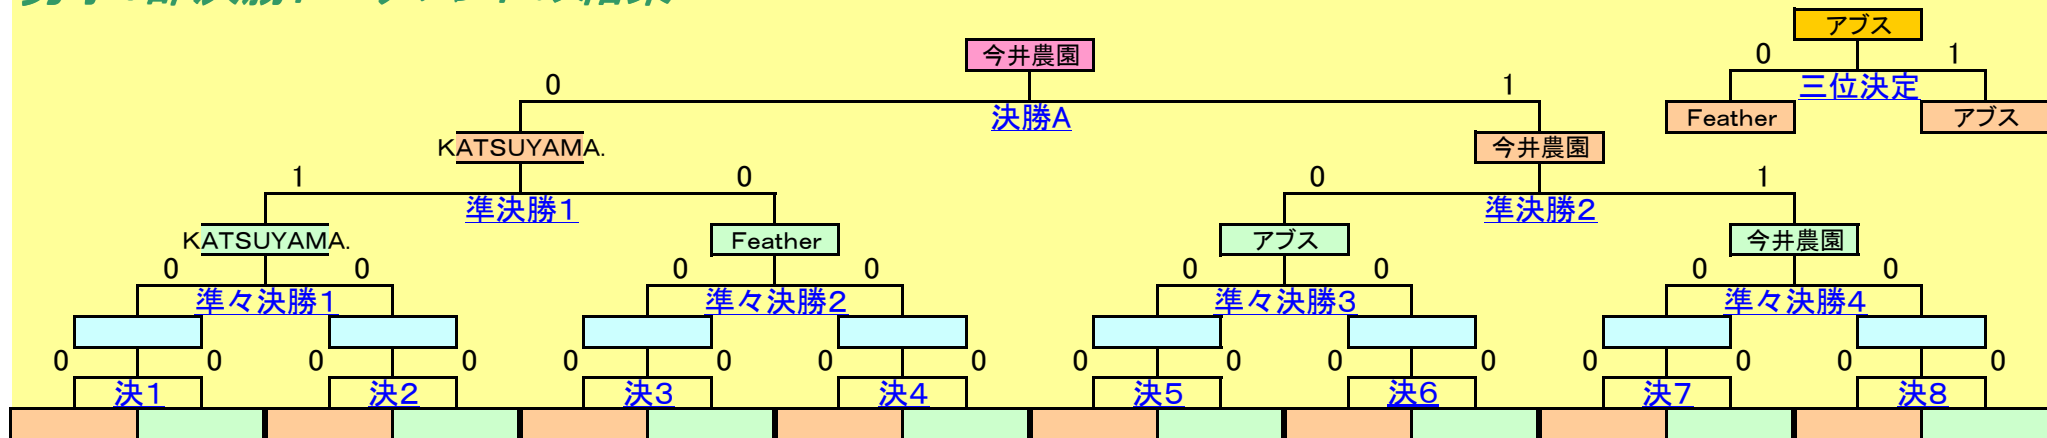 アブス
今井農園
0 1
0 1
三位決定
決勝A
Feather アブス
KATSUYAMA. 今井農園
1 0 0 1
準決勝1 準決勝2
KATSUYAMA. Feather アブス 今井農園
0 0 0 0 0 0 0 0
準々決勝1 準々決勝2 準々決勝3 準々決勝4
0 0 0 0 0 0 0 0 0 0 0 0 0 0 0 0
決1 決2 決3 決4 決5 決6 決7 決8